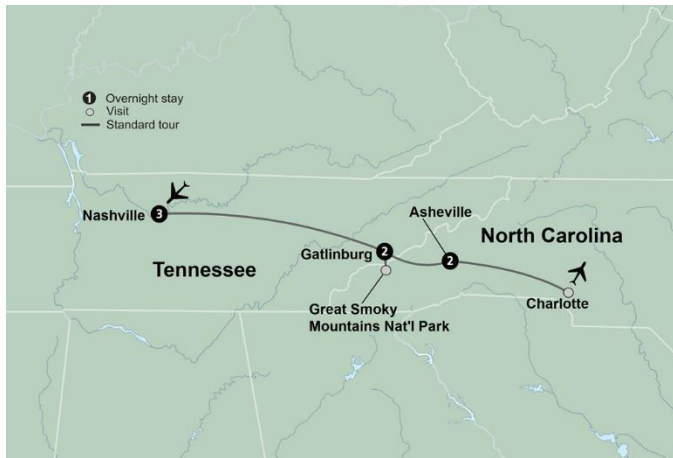 1 Overnight stay
Visit
Standard tour
Nashville 3
Tennessee
Gatlinburg 2
Great Smoky
Mountains Nat'l Park
Asheville
2
North Carolina
Charlotte